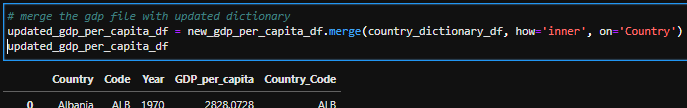 # merge the gdp file with updated dictionary
updated_gdp_per_capita_df = new_gdp_per_capita_df.merge(country_dictionary_df, how='inner', on='Country')
updated_gdp_per_capita_df
Country Code Year GDP_per_capita Country_Code
0 Albania ALB 1970 2828.0728 ALB